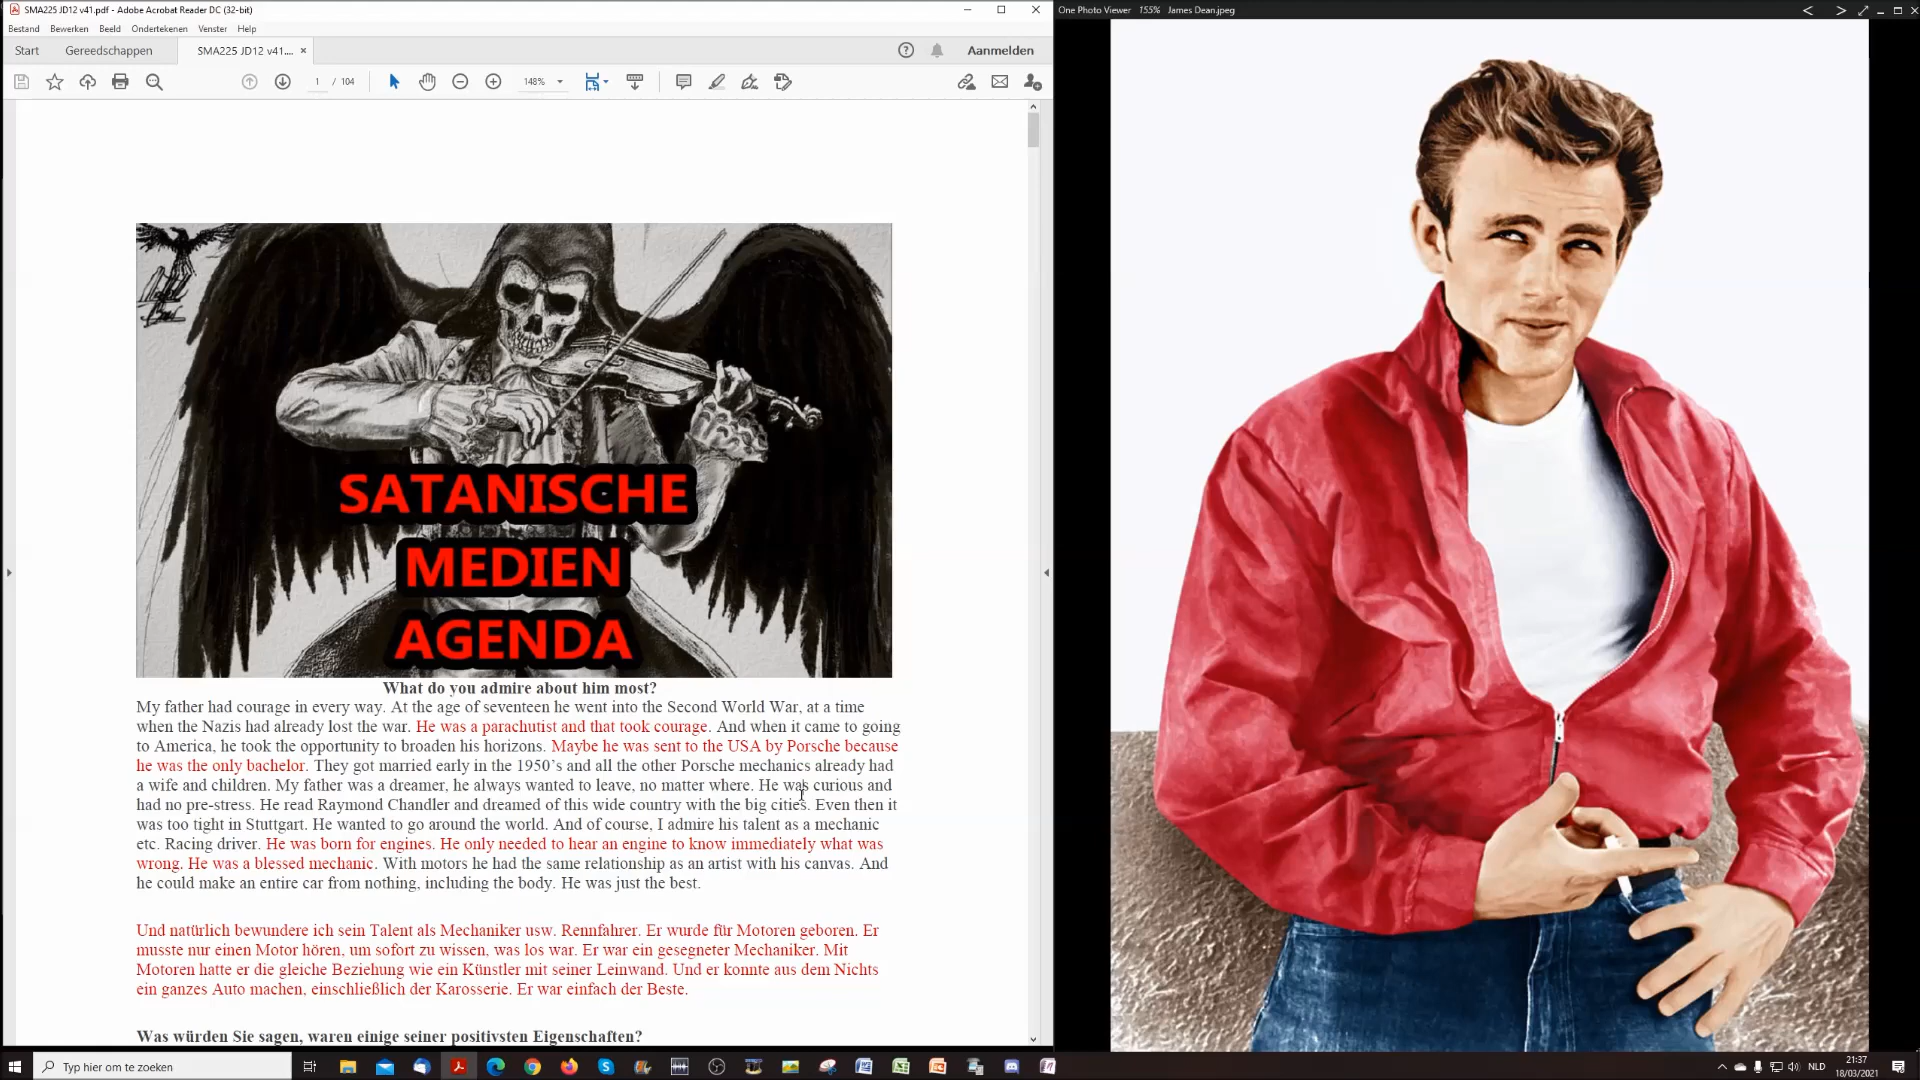 SMA225 JD12 v41.pdf - Adobe Acrobat Reader DC (32-bit)
Bestand Bewerken Beeld Ondertekenen Venster Help
Start Gereedschappen SMA225 JD12 v41.... × Aanmelden
1 / 104 148%
SATANISCHE
MEDIEN
AGENDA
What do you admire about him most?
My father had courage in every way. At the age of seventeen he went into the Second World War, at a time
when the Nazis had already lost the war. He was a parachutist and that took courage. And when it came to going
to America, he took the opportunity to broaden his horizons. Maybe he was sent to the USA by Porsche because
he was the only bachelor. They got married early in the 1950's and all the other Porsche mechanics already had
a wife and children. My father was a dreamer, he always wanted to leave, no matter where. He was curious and
had no pre-stress. He read Raymond Chandler and dreamed of this wide country with the big cities. Even then it
was too tight in Stuttgart. He wanted to go around the world. And of course, I admire his talent as a mechanic
etc. Racing driver. He was born for engines. He only needed to hear an engine to know immediately what was
wrong. He was a blessed mechanic. With motors he had the same relationship as an artist with his canvas. And
he could make an entire car from nothing, including the body. He was just the best.
Und natürlich bewundere ich sein Talent als Mechaniker usw. Rennfahrer. Er wurde für Motoren geboren. Er
musste nur einen Motor hören, um sofort zu wissen, was los war. Er war ein gesegneter Mechaniker. Mit
Motoren hatte er die gleiche Beziehung wie ein Künstler mit seiner Leinwand. Und er konnte aus dem Nichts
ein ganzes Auto machen, einschließlich der Karosserie. Er war einfach der Beste.
Was würden Sie sagen, waren einige seiner positivsten Eigenschaften?
One Photo Viewer 155% James Dean.jpeg
Typ hier om te zoeken
NLD
21:37
18/03/2021